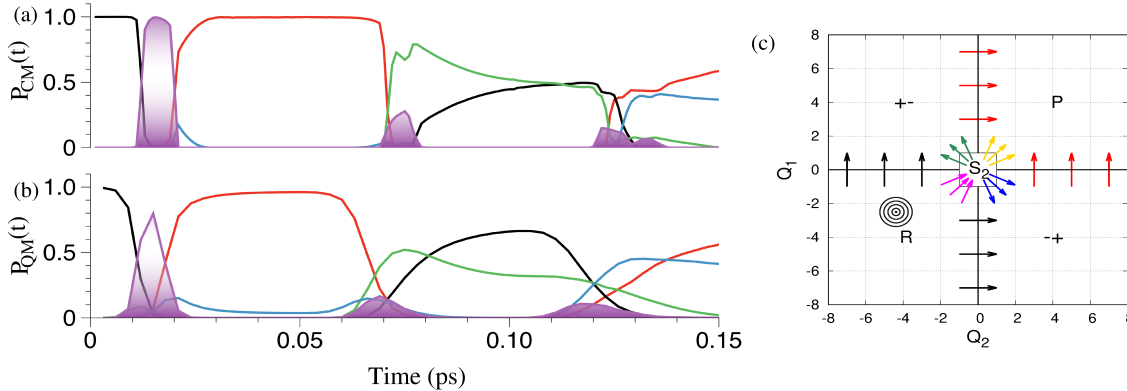 (a)
1.0
0.5
0
P_CM(t)
(b)
1.0
0.5
0
P_QM(t)
0 0.05 0.10 0.15
Time (ps)
(c)
8
6
4
2
0
-2
-4
-6
-8
Q_1
+- P
S_2
R -+
-8 -6 -4 -2 0 2 4 6 8
Q_2